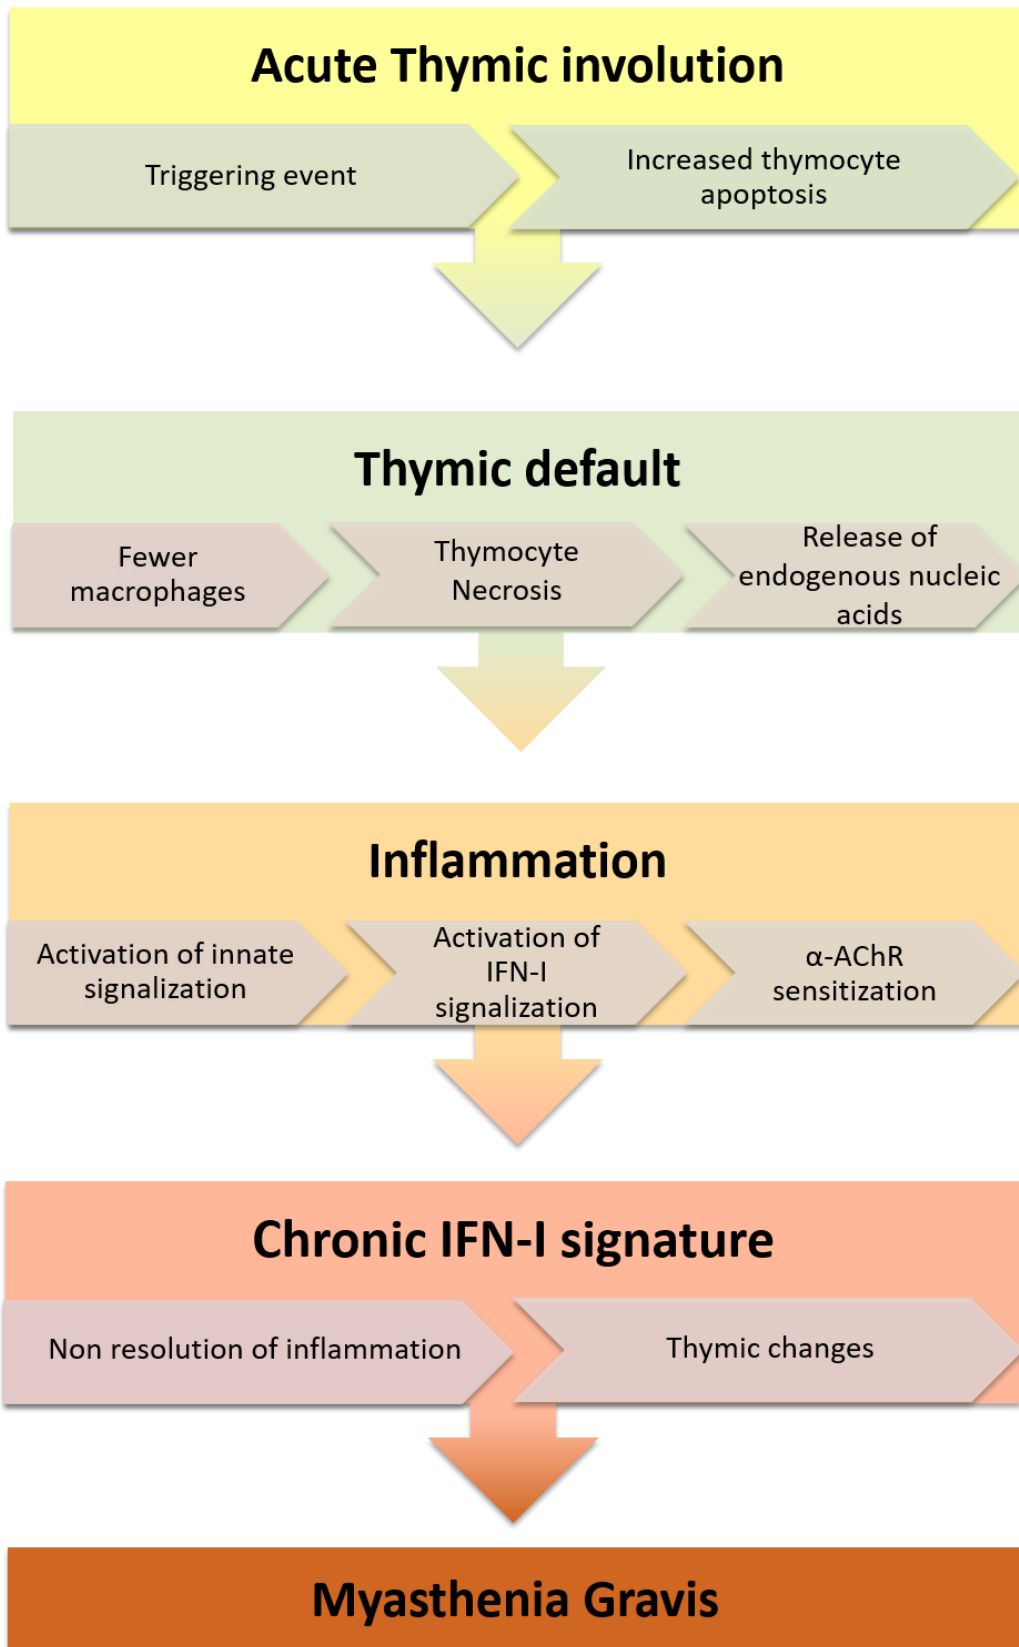 Acute Thymic involution
Triggering event
Increased thymocyte
apoptosis
Thymic default
Fewer
macrophages
Thymocyte
Necrosis
Release of
endogenous nucleic
acids
Inflammation
Activation of innate
signalization
Activation of
IFN-I
signalization
α-AChR
sensitization
Chronic IFN-I signature
Non resolution of inflammation
Thymic changes
Myasthenia Gravis